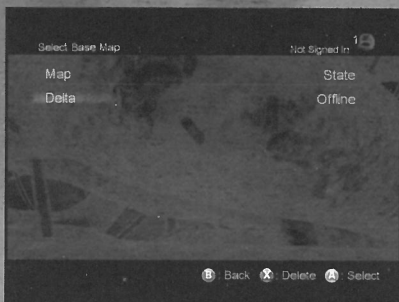 1
Select Base Map Not Signed In
Map State
Delta Offline
B Back X Delete A Select